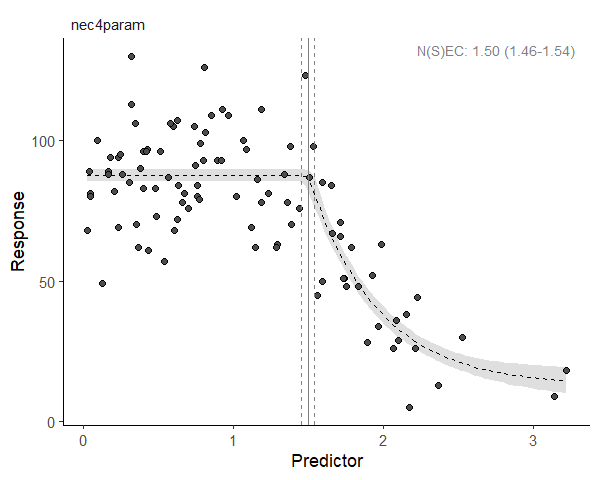 nec4param
N(S)EC: 1.50 (1.46-1.54)
100
50
0
Response
0 1 2 3
Predictor